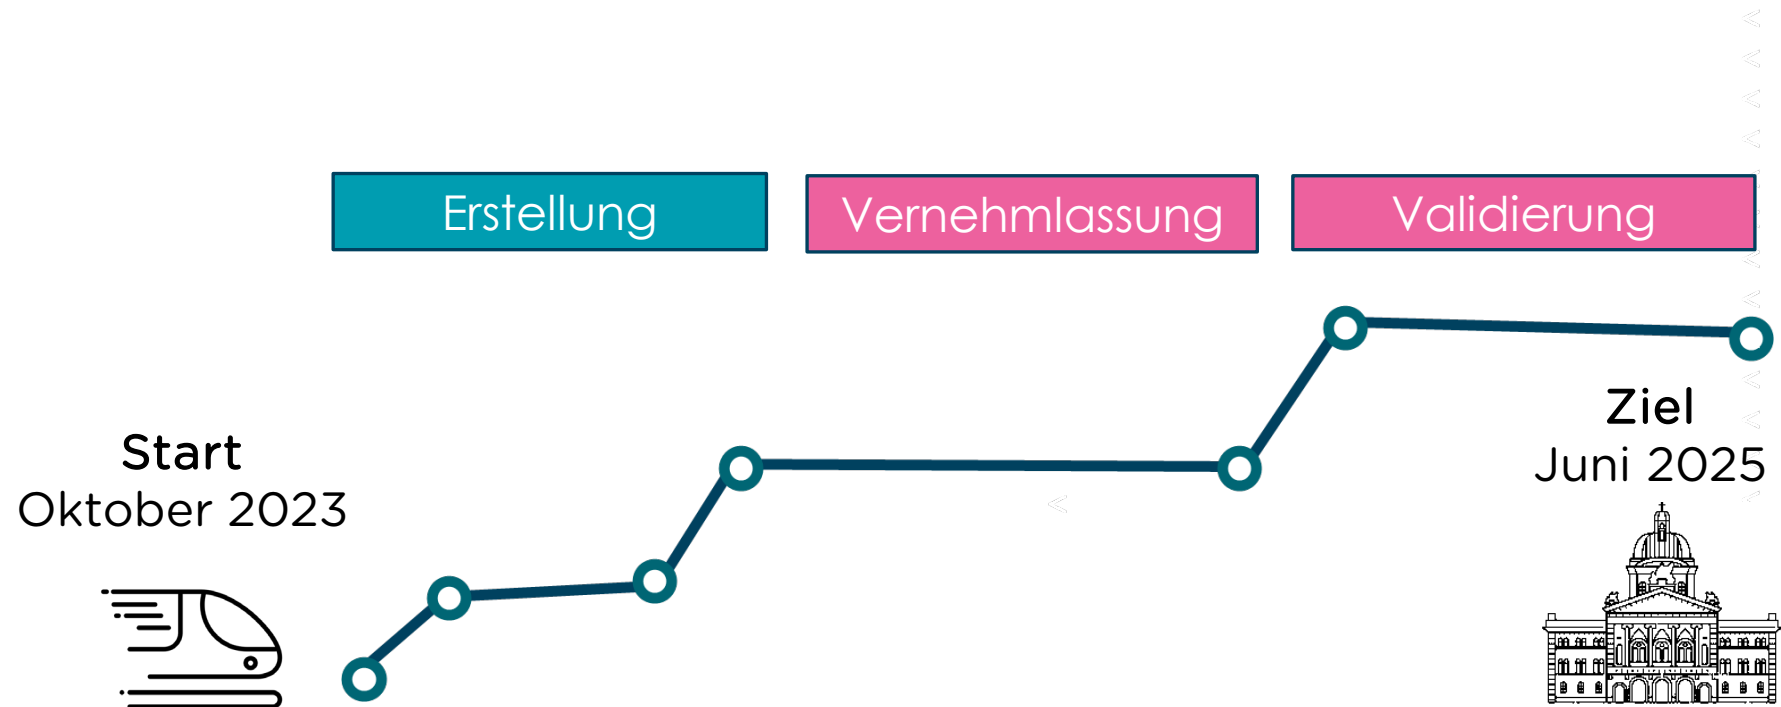 Erstellung
Vernehmlassung
Validierung
Start
Oktober 2023
Ziel
Juni 2025